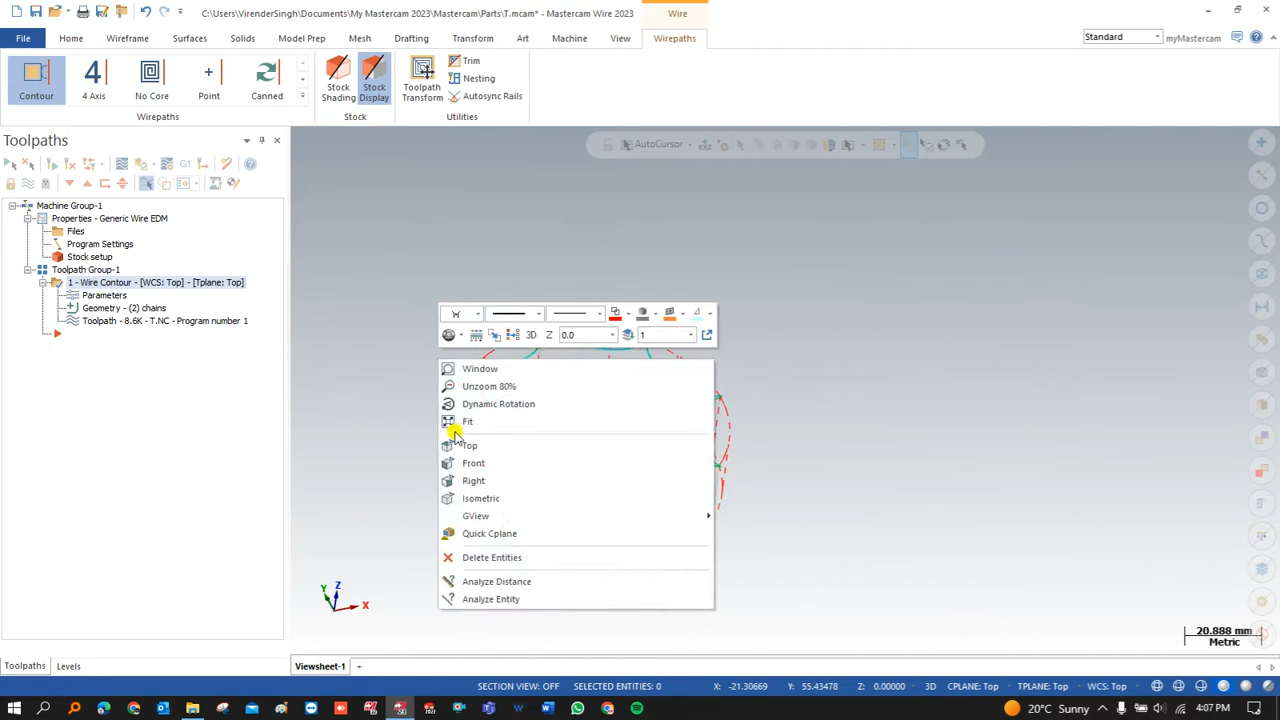 C:\Users\VirenderSingh\Documents\My Mastercam 2023\Mastercam\Parts\T.mcam* - Mastercam Wire 2023
Wire
File Home Wireframe Surfaces Solids Model Prep Mesh Drafting Transform Art Machine View Wirepaths
Standard
myMastercam
Contour
4
4 Axis
No Core
Point
Canned
Stock Shading
Stock Display
Toolpath Transform
Trim
Nesting
Autosync Rails
Wirepaths
Stock
Utilities
Toolpaths
AutoCursor
G1
Machine Group-1
Properties - Generic Wire EDM
Files
Program Settings
Stock setup
Toolpath Group-1
1 - Wire Contour - [WCS: Top] - [Tplane: Top]
Parameters
Geometry - (2) chains
Toolpath - 8.6K - T.NC - Program number 1
3D Z 0.0 1
Window
Unzoom 80%
Dynamic Rotation
Fit
Top
Front
Right
Isometric
GView
Quick Cplane
Delete Entities
Analyze Distance
Analyze Entity
Y Z X
20.888 mm
Metric
Toolpaths Levels
Viewsheet-1 +
SECTION VIEW: OFF SELECTED ENTITIES: 0 X: -21.30669 Y: 55.43478 Z: 0.00000 3D CPLANE: Top TPLANE: Top WCS: Top
20°C Sunny
4:07 PM